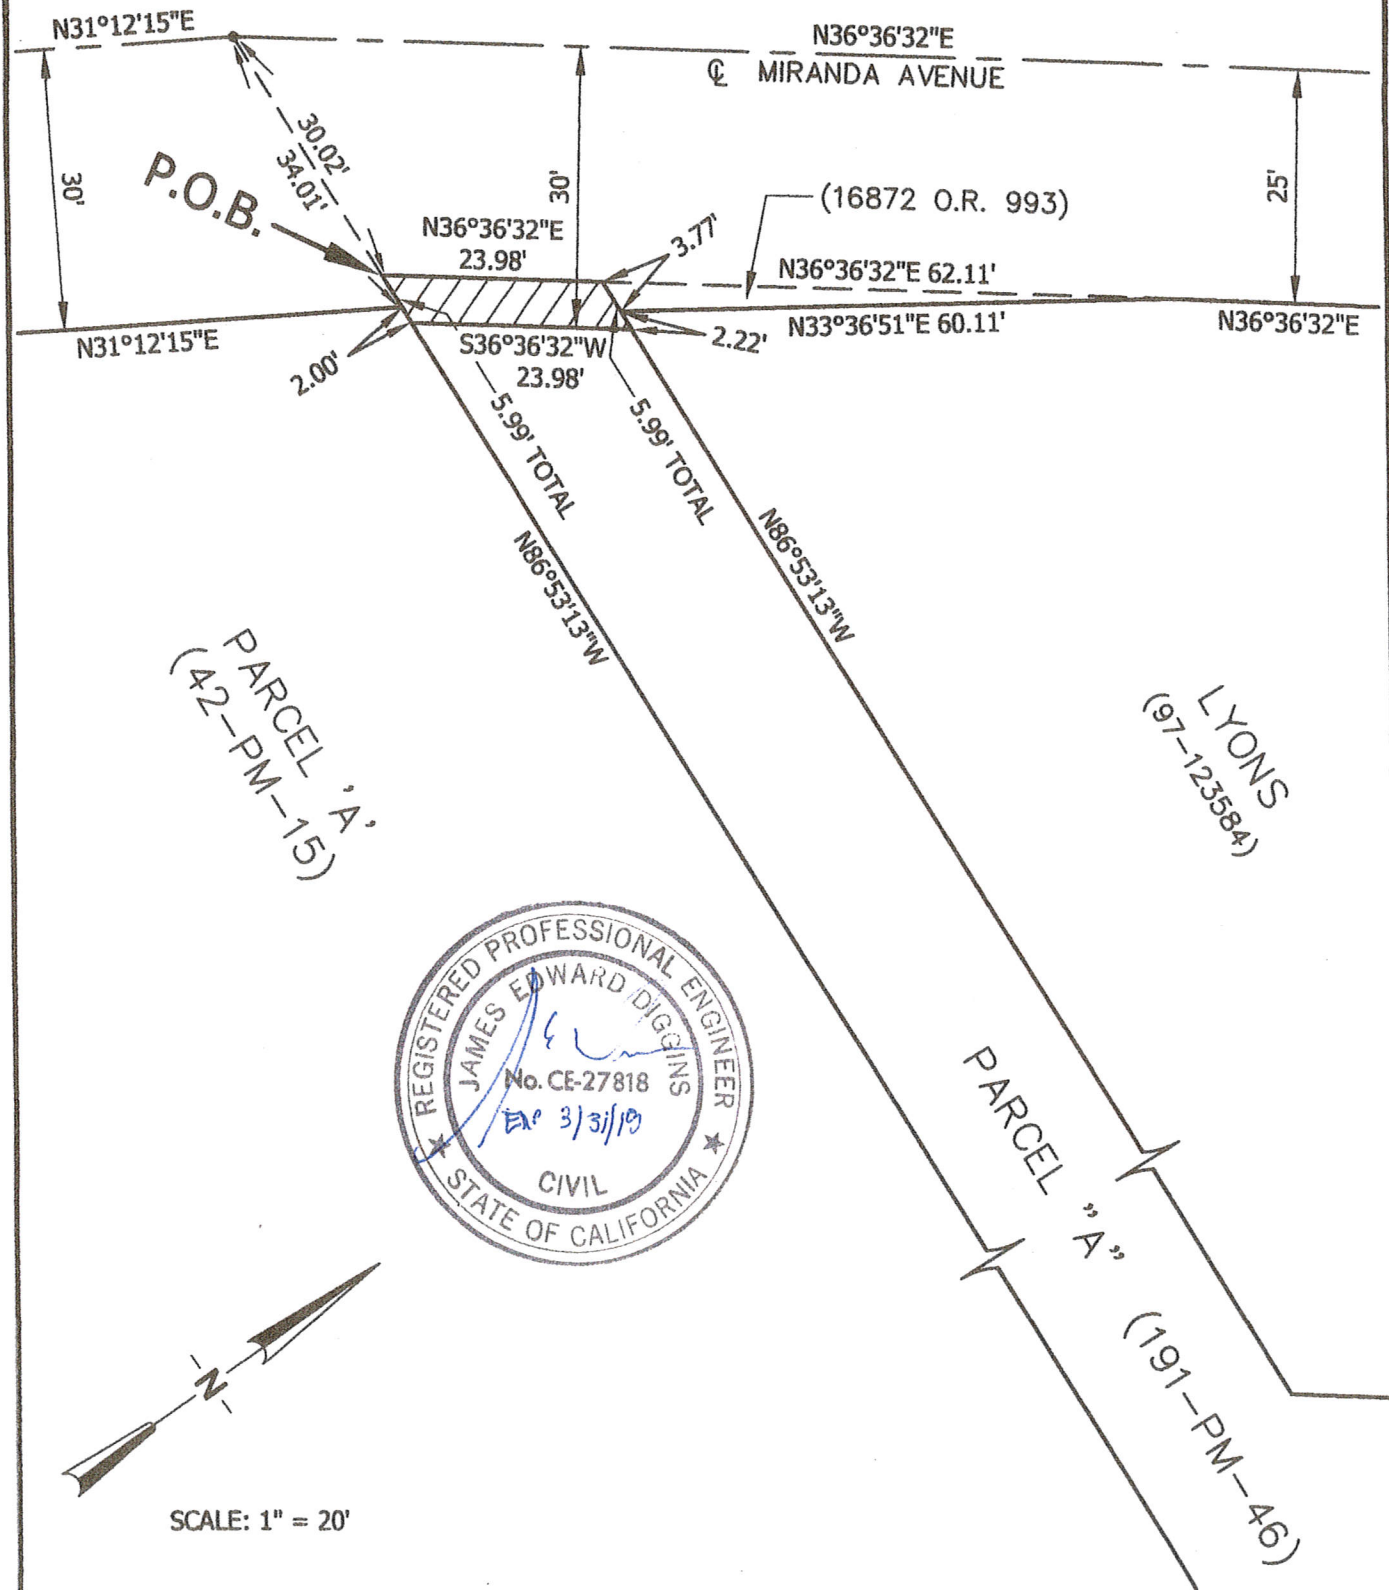 N31°12'15"E
N36°36'32"E
℄ MIRANDA AVENUE
30.02'
34.01'
30'
30'
25'
P.O.B.
(16872 O.R. 993)
N36°36'32"E
23.98'
3.77'
N36°36'32"E 62.11'
N31°12'15"E
2.00'
S36°36'32"W
23.98'
2.22'
N33°36'51"E 60.11'
N36°36'32"E
5.99' TOTAL
5.99' TOTAL
N86°53'13"W
N86°53'13"W
PARCEL 'A'
(42-PM-15)
LYONS
(97-123584)
REGISTERED PROFESSIONAL ENGINEER
JAMES EDWARD DIGGINS
No. CE-27818
EXP 3/31/19
CIVIL
STATE OF CALIFORNIA
PARCEL "A" (191-PM-46)
N
SCALE: 1" = 20'